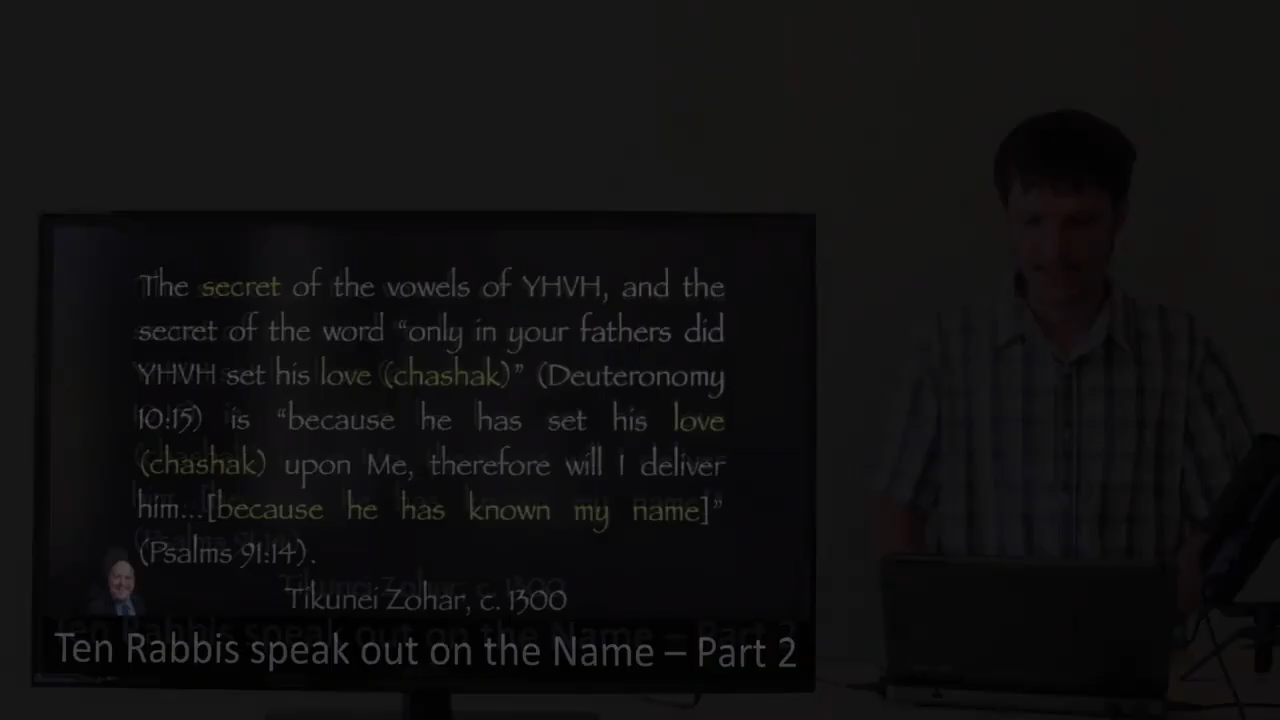 The secret of the vowels of YHVH, and the
secret of the word “only in your fathers did
YHVH set his love (chashak)” (Deuteronomy
10:15) is “because he has set his love
(chashak) upon Me, therefore will I deliver
him...[because he has known my name]”
(Psalms 91:14).
Tikunei Zohar, c. 1300
Ten Rabbis speak out on the Name – Part 2